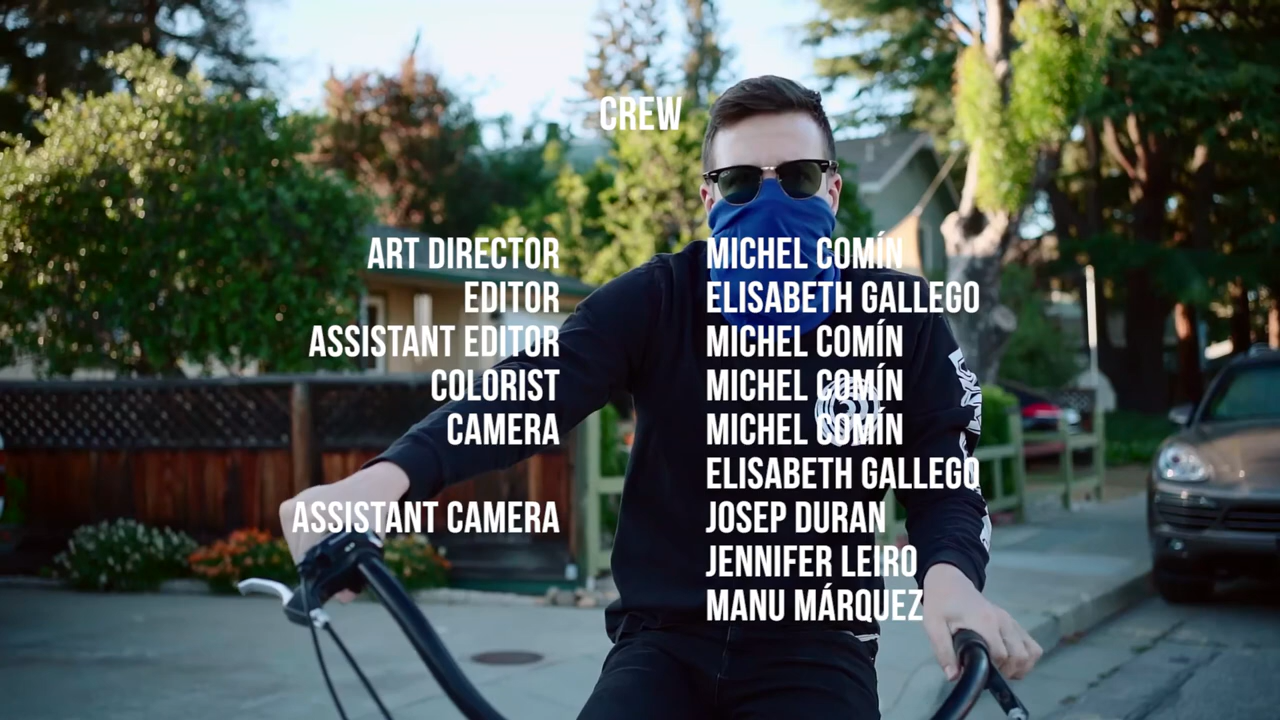 CREW
ART DIRECTOR MICHEL COMÍN
EDITOR ELISABETH GALLEGO
ASSISTANT EDITOR MICHEL COMÍN
COLORIST MICHEL COMÍN
CAMERA MICHEL COMÍN
ELISABETH GALLEGO
ASSISTANT CAMERA JOSEP DURAN
JENNIFER LEIRO
MANU MÁRQUEZ